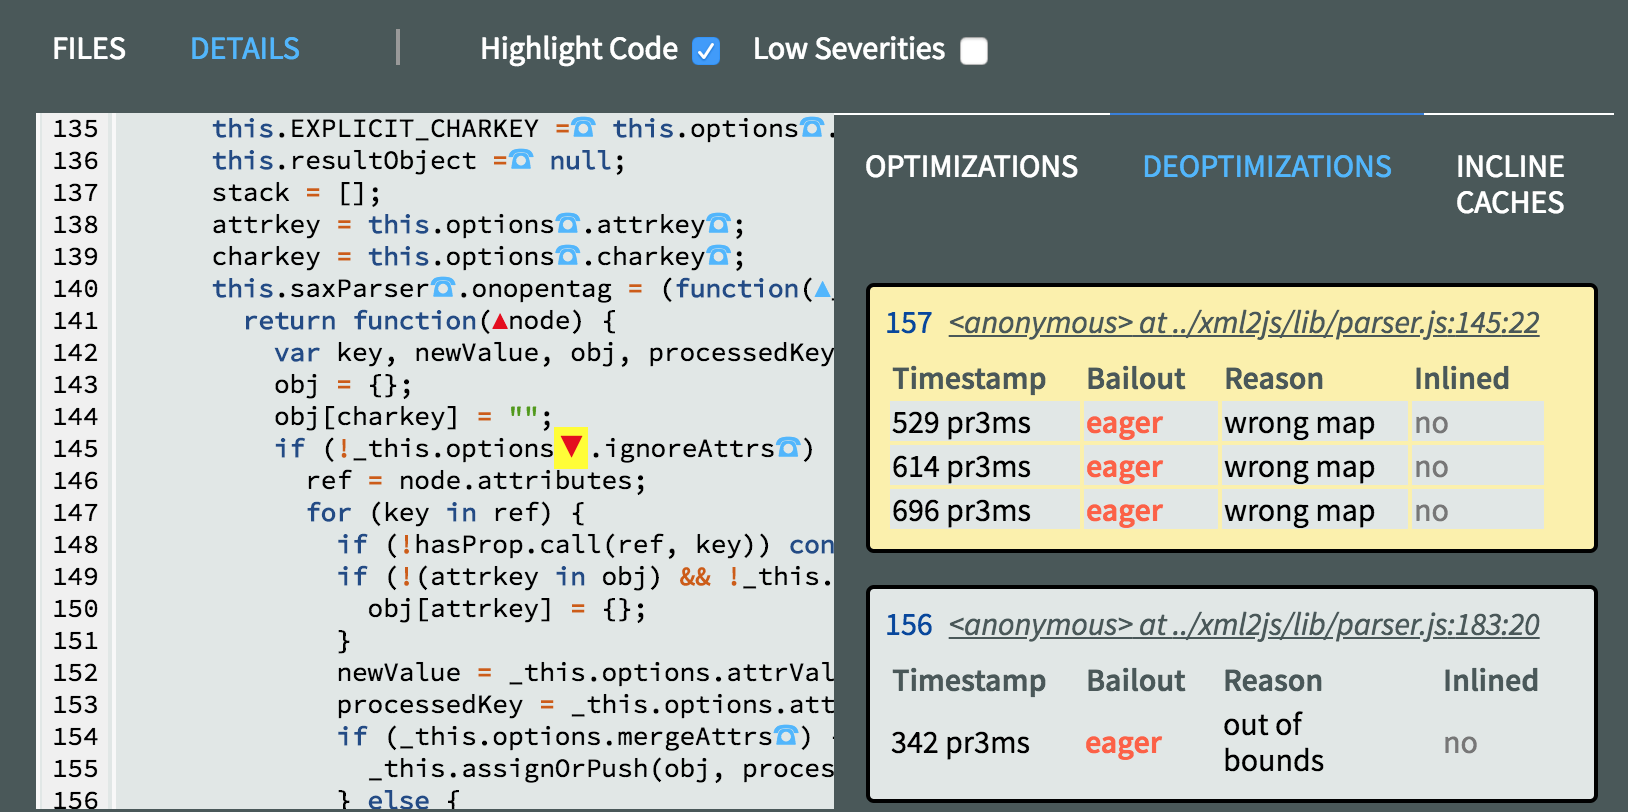 FILES DETAILS | Highlight Code Low Severities
135 this.EXPLICIT_CHARKEY =☎ this.options☎.
136 this.resultObject =☎ null;
137 stack = [];
138 attrkey = this.options☎.attrkey☎;
139 charkey = this.options☎.charkey☎;
140 this.saxParser☎.onopentag = (function(▲_
141 return function(▲node) {
142 var key, newValue, obj, processedKey
143 obj = {};
144 obj[charkey] = "";
145 if (!_this.options▼.ignoreAttrs☎)
146 ref = node.attributes;
147 for (key in ref) {
148 if (!hasProp.call(ref, key)) con
149 if (!(attrkey in obj) && !_this.
150 obj[attrkey] = {};
151 }
152 newValue = _this.options.attrVal
153 processedKey = _this.options.att
154 if (_this.options.mergeAttrs☎) {
155 _this.assignOrPush(obj, proces
156 } else {
OPTIMIZATIONS DEOPTIMIZATIONS INCLINE
CACHES
157 <anonymous> at ../xml2js/lib/parser.js:145:22
Timestamp Bailout Reason Inlined
529 pr3ms eager wrong map no
614 pr3ms eager wrong map no
696 pr3ms eager wrong map no
156 <anonymous> at ../xml2js/lib/parser.js:183:20
Timestamp Bailout Reason Inlined
342 pr3ms eager out of bounds no